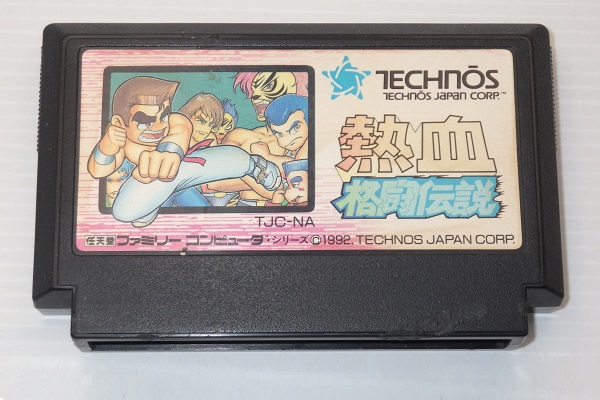 TECHNŌS
TECHNŌS JAPAN CORP.™
熱血
格闘伝説
TJC-NA
任天堂 ファミリー コンピュータ・シリーズ ©1992, TECHNOS JAPAN CORP.